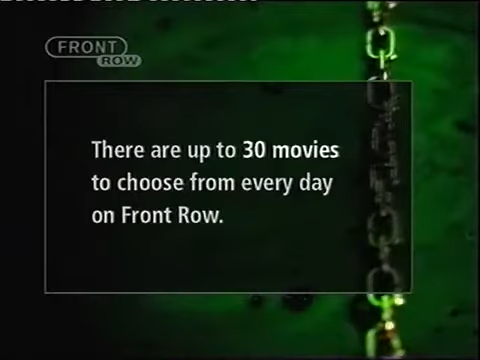 FRONT
ROW
There are up to 30 movies
to choose from every day
on Front Row.